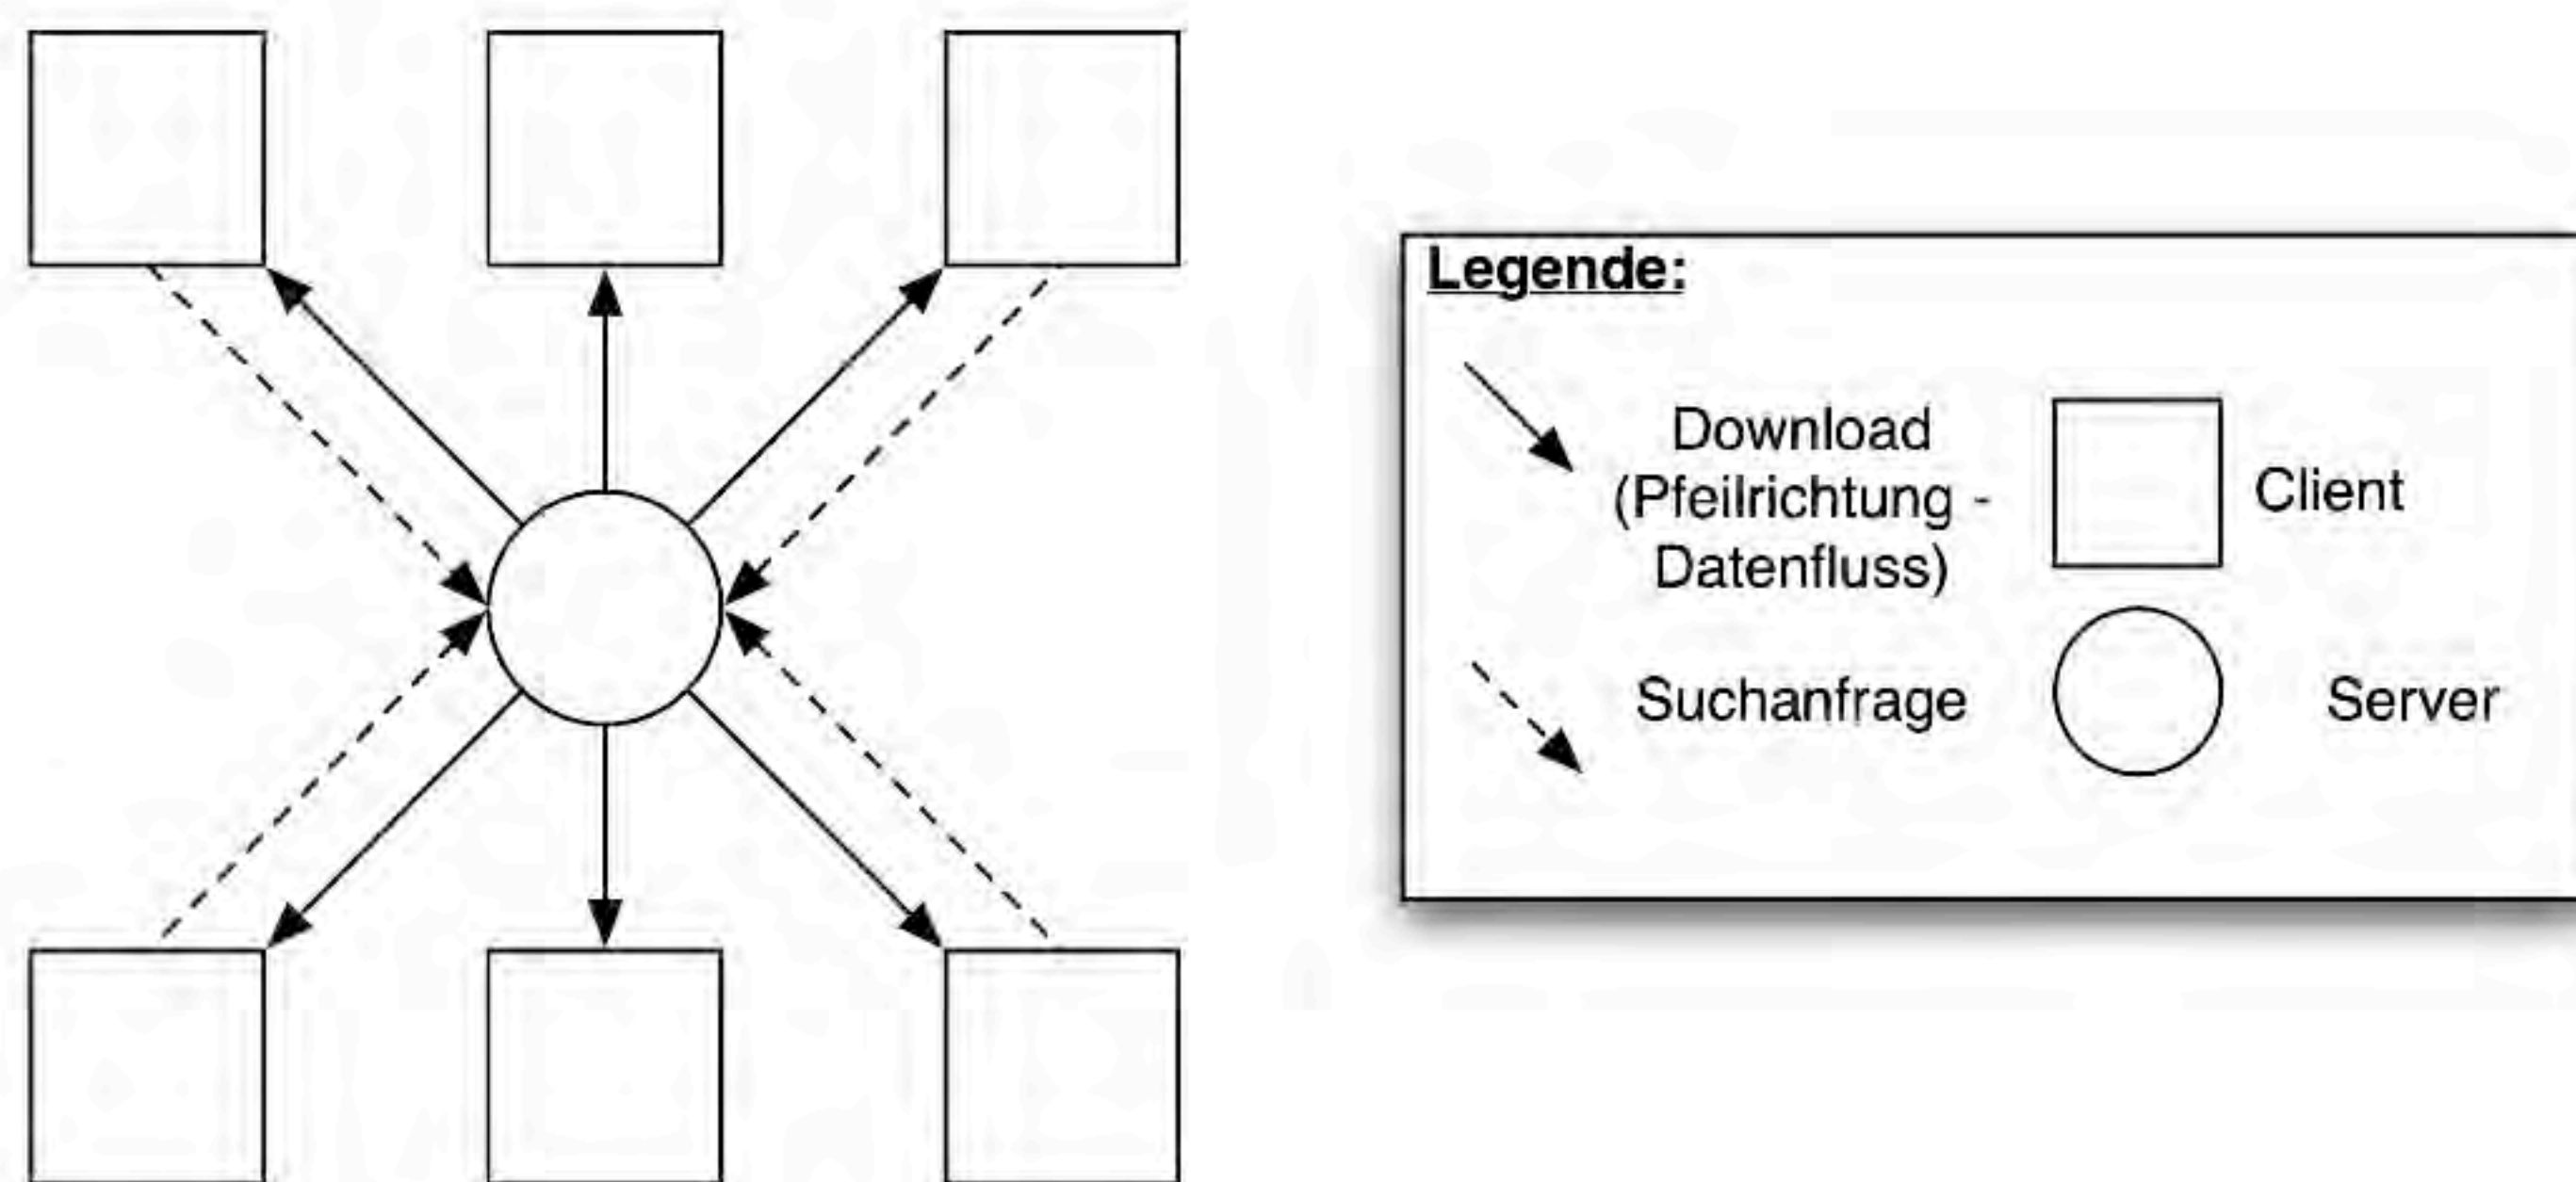 Legende:
Download
(Pfeilrichtung -
Datenfluss)
Client
Suchanfrage
Server